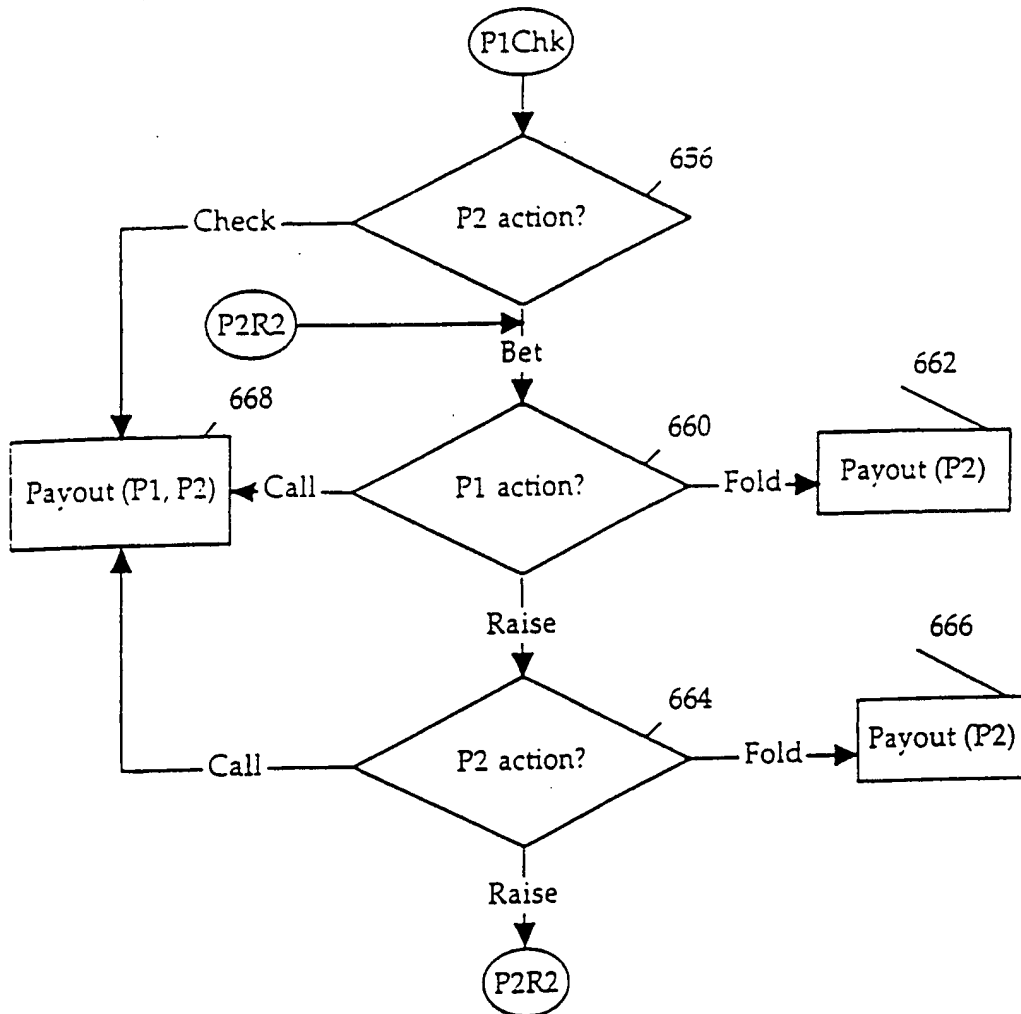 P1Chk
656
P2 action?
Check
P2R2
Bet
662
668
660
Payout (P1, P2)
Call
P1 action?
Fold
Payout (P2)
Raise
666
664
Call
P2 action?
Fold
Payout (P2)
Raise
P2R2